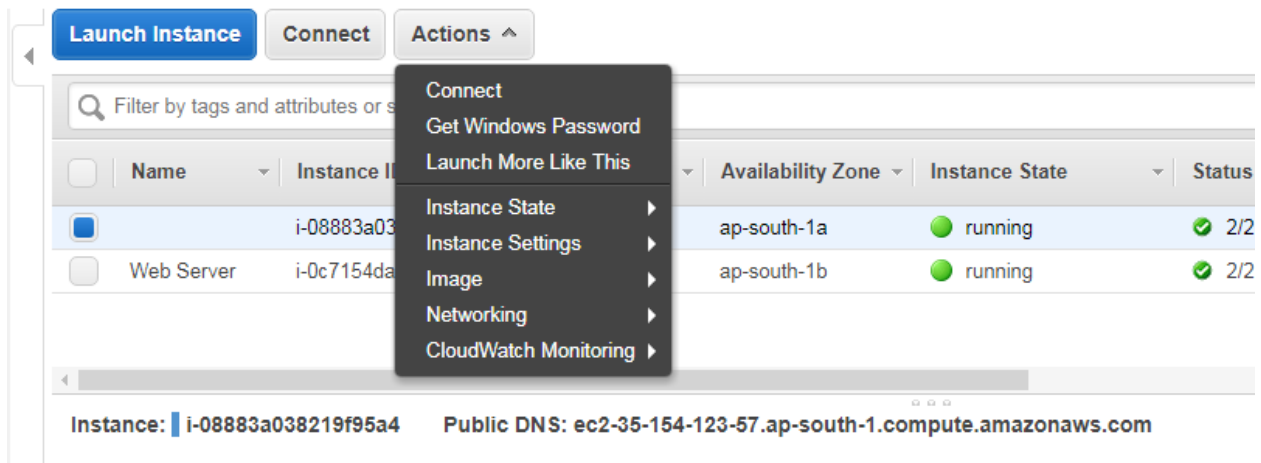 Launch Instance Connect Actions
Connect
Filter by tags and attributes or s
Get Windows Password
Launch More Like This
Name Instance I Availability Zone Instance State Status
Instance State
i-08883a03 ap-south-1a running 2/2
Instance Settings
Web Server i-0c7154da ap-south-1b running 2/2
Image
Networking
CloudWatch Monitoring
Instance: i-08883a038219f95a4 Public DNS: ec2-35-154-123-57.ap-south-1.compute.amazonaws.com